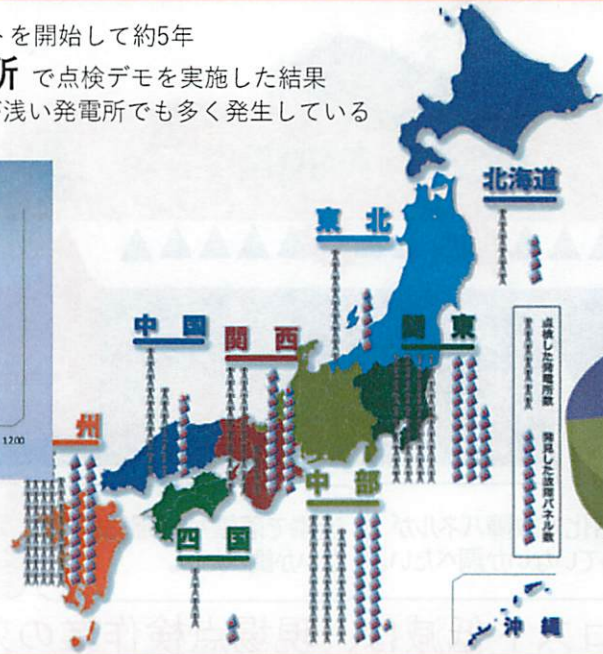 を開始して約5年
所 で点検デモを実施した結果
浅い発電所でも多く発生している
北海道
東 北
中 国
関 西
関 東
点検した発電所数
発見した故障パネル数
12:00
中 部
四 国
沖 縄